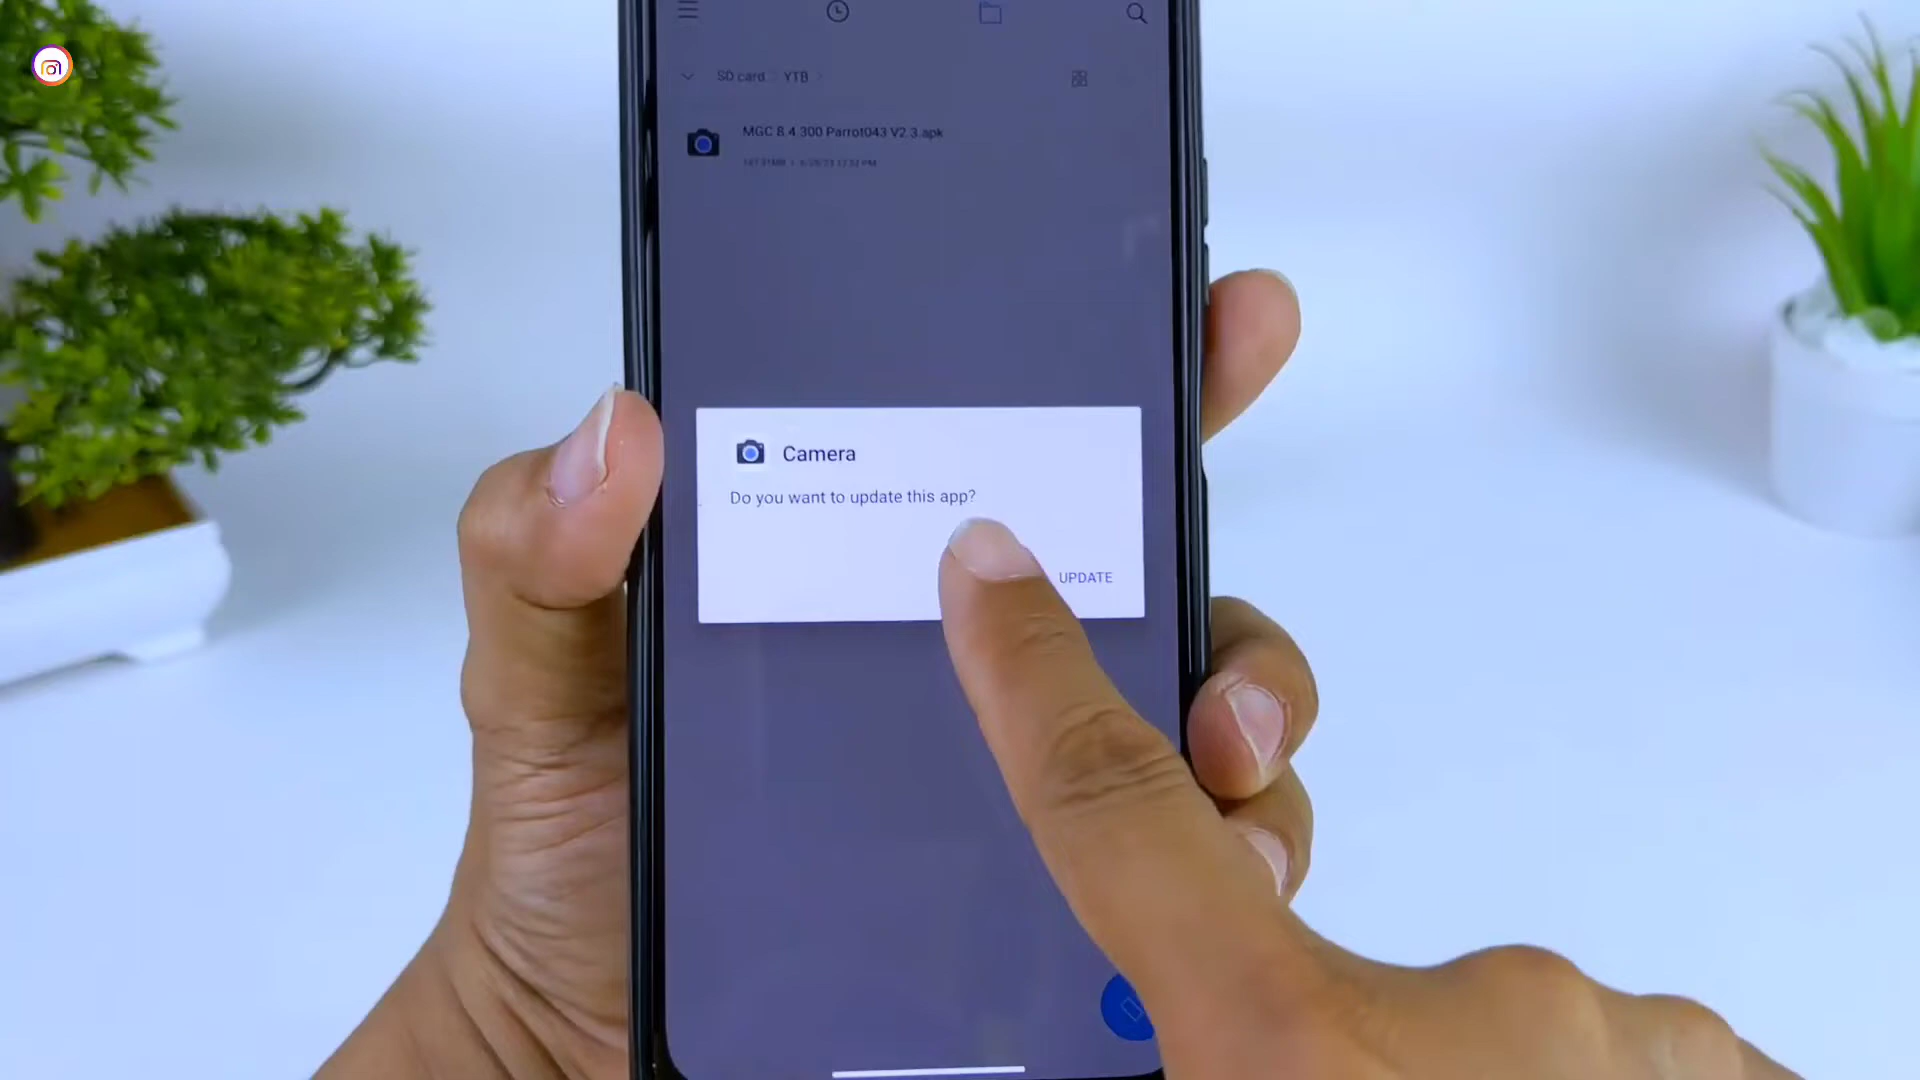 SD card > YTB >
MGC 8.4.300 Parrot043 V2.3.apk
Camera
Do you want to update this app?
UPDATE